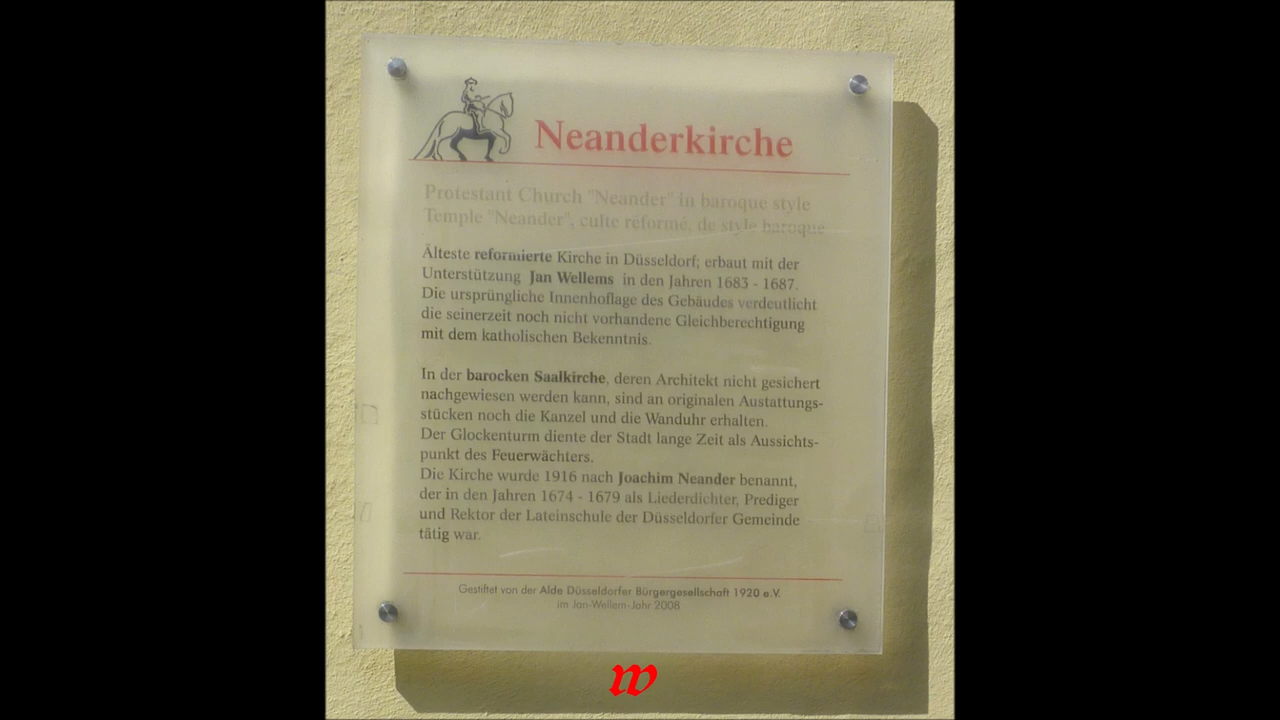 Neanderkirche
Protestant Church "Neander" in baroque style
Temple "Neander", culte réformé, de style baroque
Älteste reformierte Kirche in Düsseldorf; erbaut mit der
Unterstützung Jan Wellems in den Jahren 1683 - 1687.
Die ursprüngliche Innenhoflage des Gebäudes verdeutlicht
die seinerzeit noch nicht vorhandene Gleichberechtigung
mit dem katholischen Bekenntnis.
In der barocken Saalkirche, deren Architekt nicht gesichert
nachgewiesen werden kann, sind an originalen Austattungs-
stücken noch die Kanzel und die Wanduhr erhalten.
Der Glockenturm diente der Stadt lange Zeit als Aussichts-
punkt des Feuerwächters.
Die Kirche wurde 1916 nach Joachim Neander benannt,
der in den Jahren 1674 - 1679 als Liederdichter, Prediger
und Rektor der Lateinschule der Düsseldorfer Gemeinde
tätig war.
Gestiftet von der Alde Düsseldorfer Bürgergesellschaft 1920 e.V.
im Jan-Wellem-Jahr 2008
w